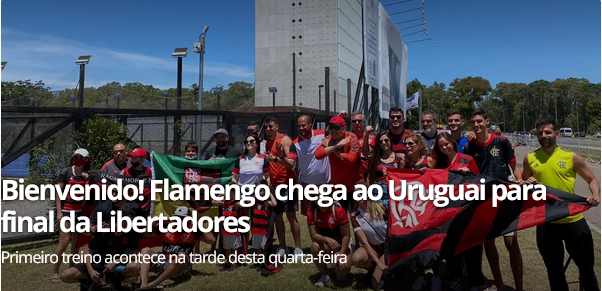 Bienvenido! Flamengo chega ao Uruguai para
final da Libertadores
Primeiro treino acontece na tarde desta quarta-feira